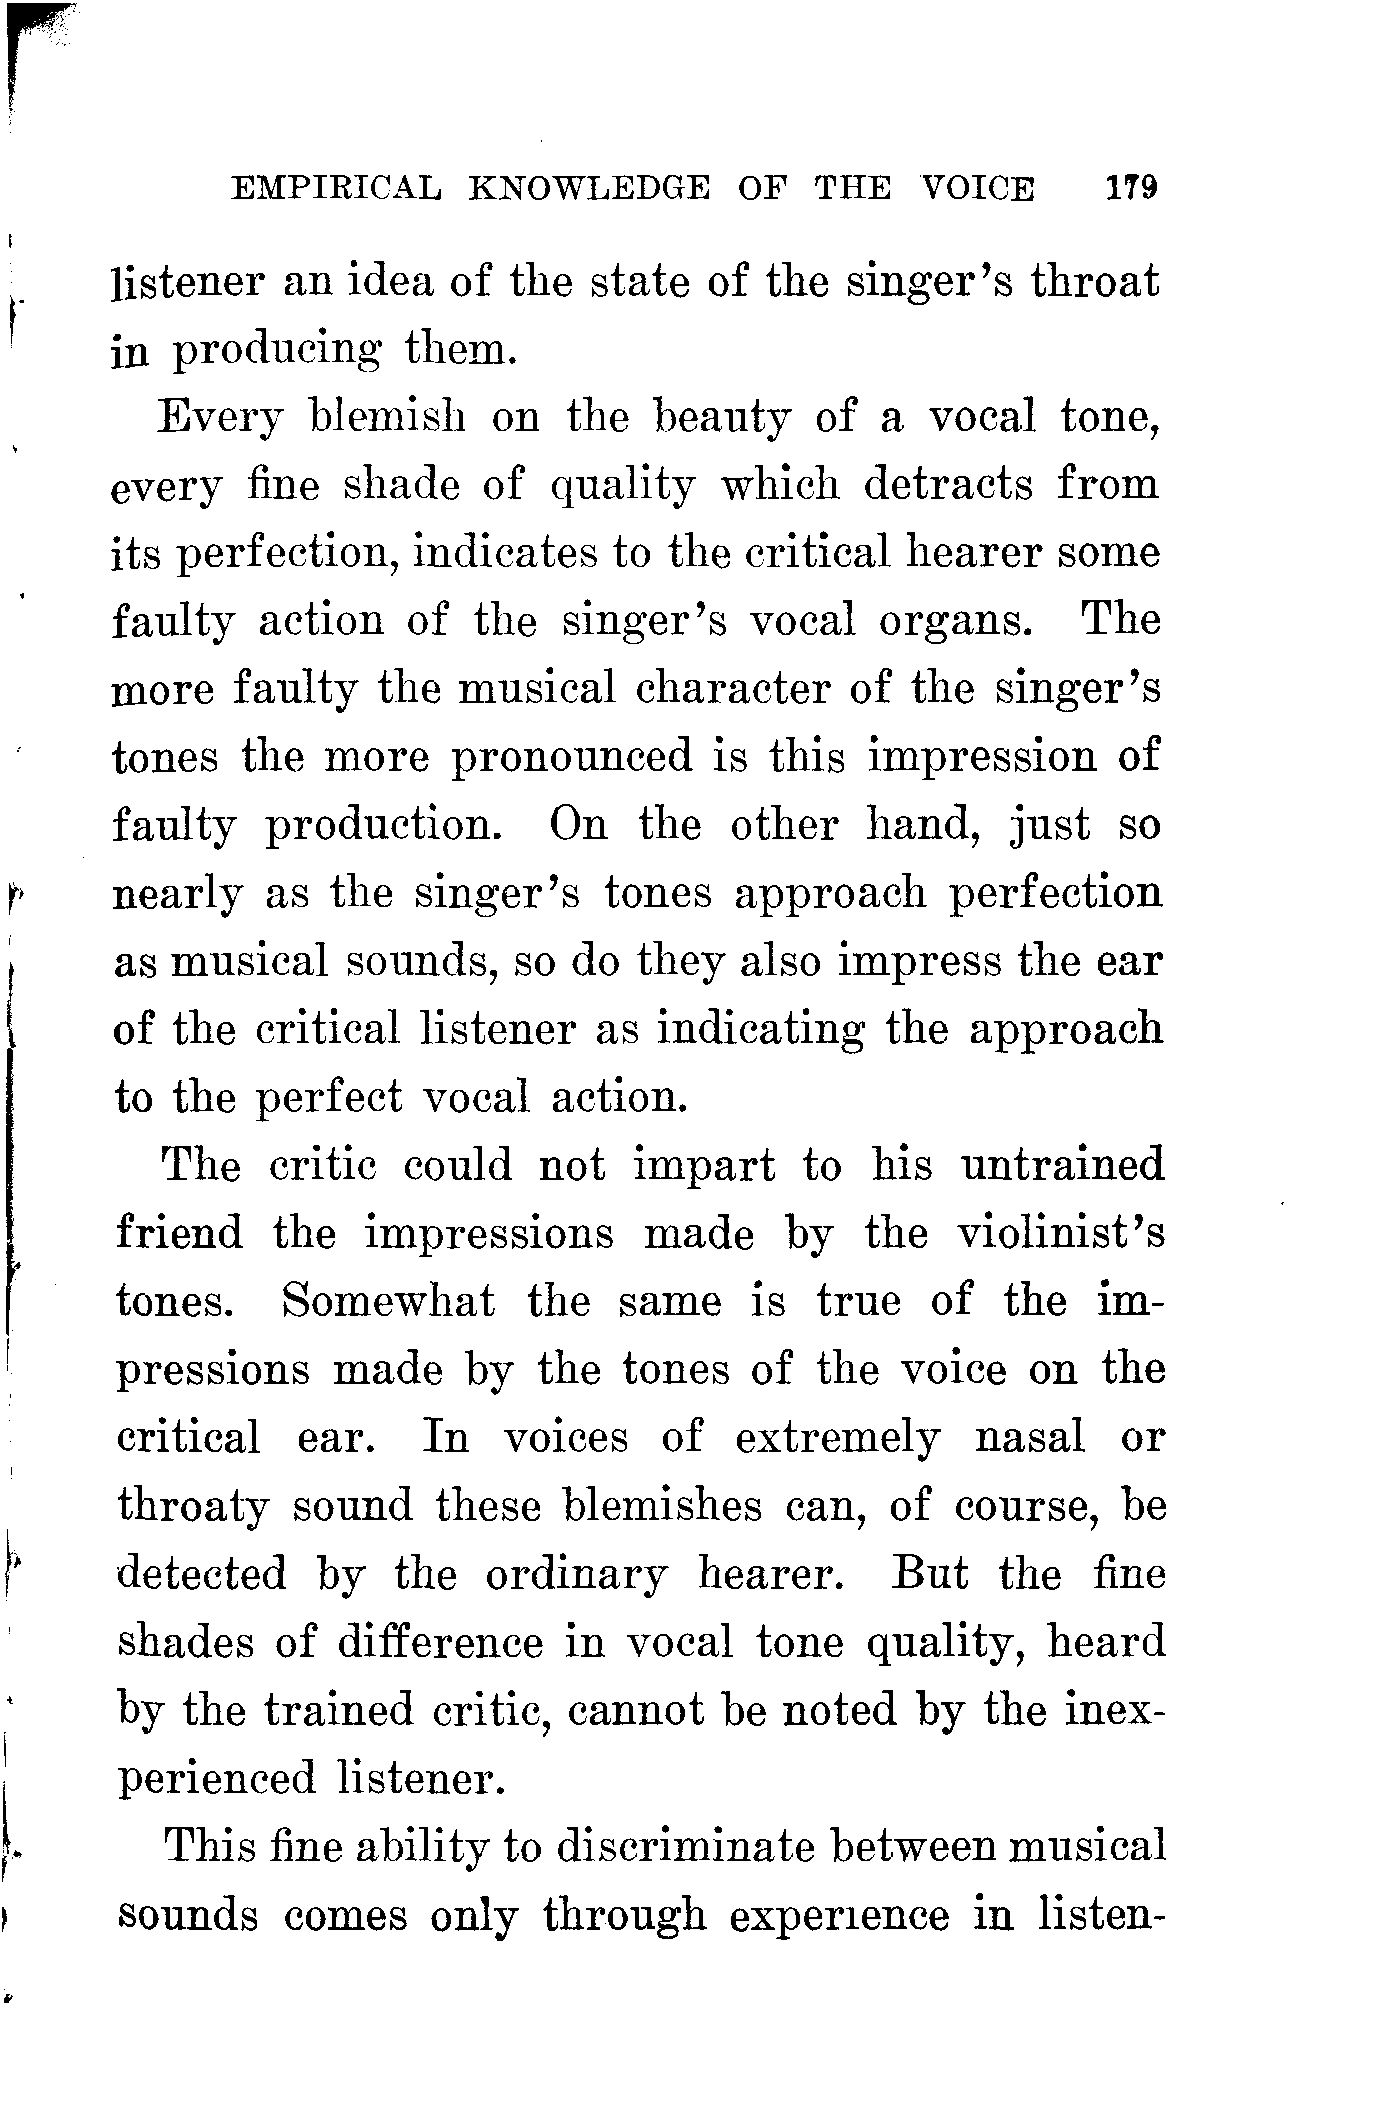 EMPIRICAL KNOWLEDGE OF THE VOICE 179
listener an idea of the state of the singer's throat
in producing them.
Every blemish on the beauty of a vocal tone,
every fine shade of quality which detracts from
its perfection, indicates to the critical hearer some
faulty action of the singer's vocal organs. The
more faulty the musical character of the singer's
tones the more pronounced is this impression of
faulty production. On the other hand, just so
nearly as the singer's tones approach perfection
as musical sounds, so do they also impress the ear
of the critical listener as indicating the approach
to the perfect vocal action.
The critic could not impart to his untrained
friend the impressions made by the violinist's
tones. Somewhat the same is true of the im-
pressions made by the tones of the voice on the
critical ear. In voices of extremely nasal or
throaty sound these blemishes can, of course, be
detected by the ordinary hearer. But the fine
shades of difference in vocal tone quality, heard
by the trained critic, cannot be noted by the inex-
perienced listener.
This fine ability to discriminate between musical
sounds comes only through experience in listen-